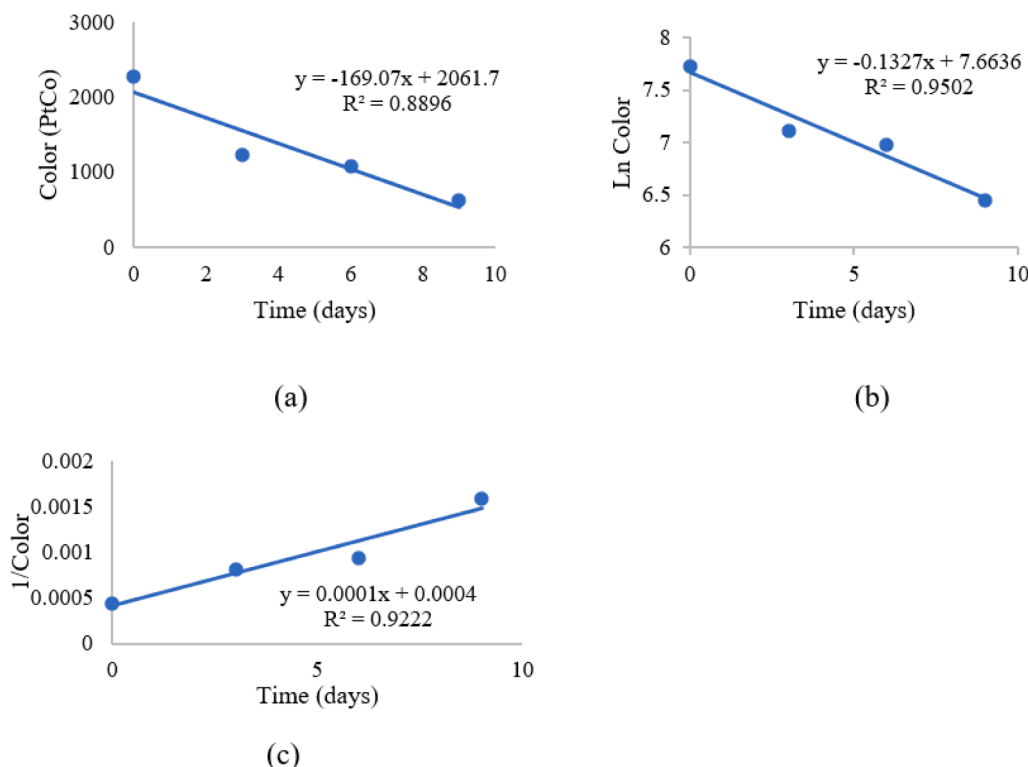 3000
2000
1000
0
Color (PtCo)
y = -169.07x + 2061.7
R² = 0.8896
0 2 4 6 8 10
Time (days)
(a)
8
7.5
7
6.5
6
Ln Color
y = -0.1327x + 7.6636
R² = 0.9502
0 5 10
Time (days)
(b)
0.002
0.0015
0.001
0.0005
0
1/Color
y = 0.0001x + 0.0004
R² = 0.9222
0 5 10
Time (days)
(c)